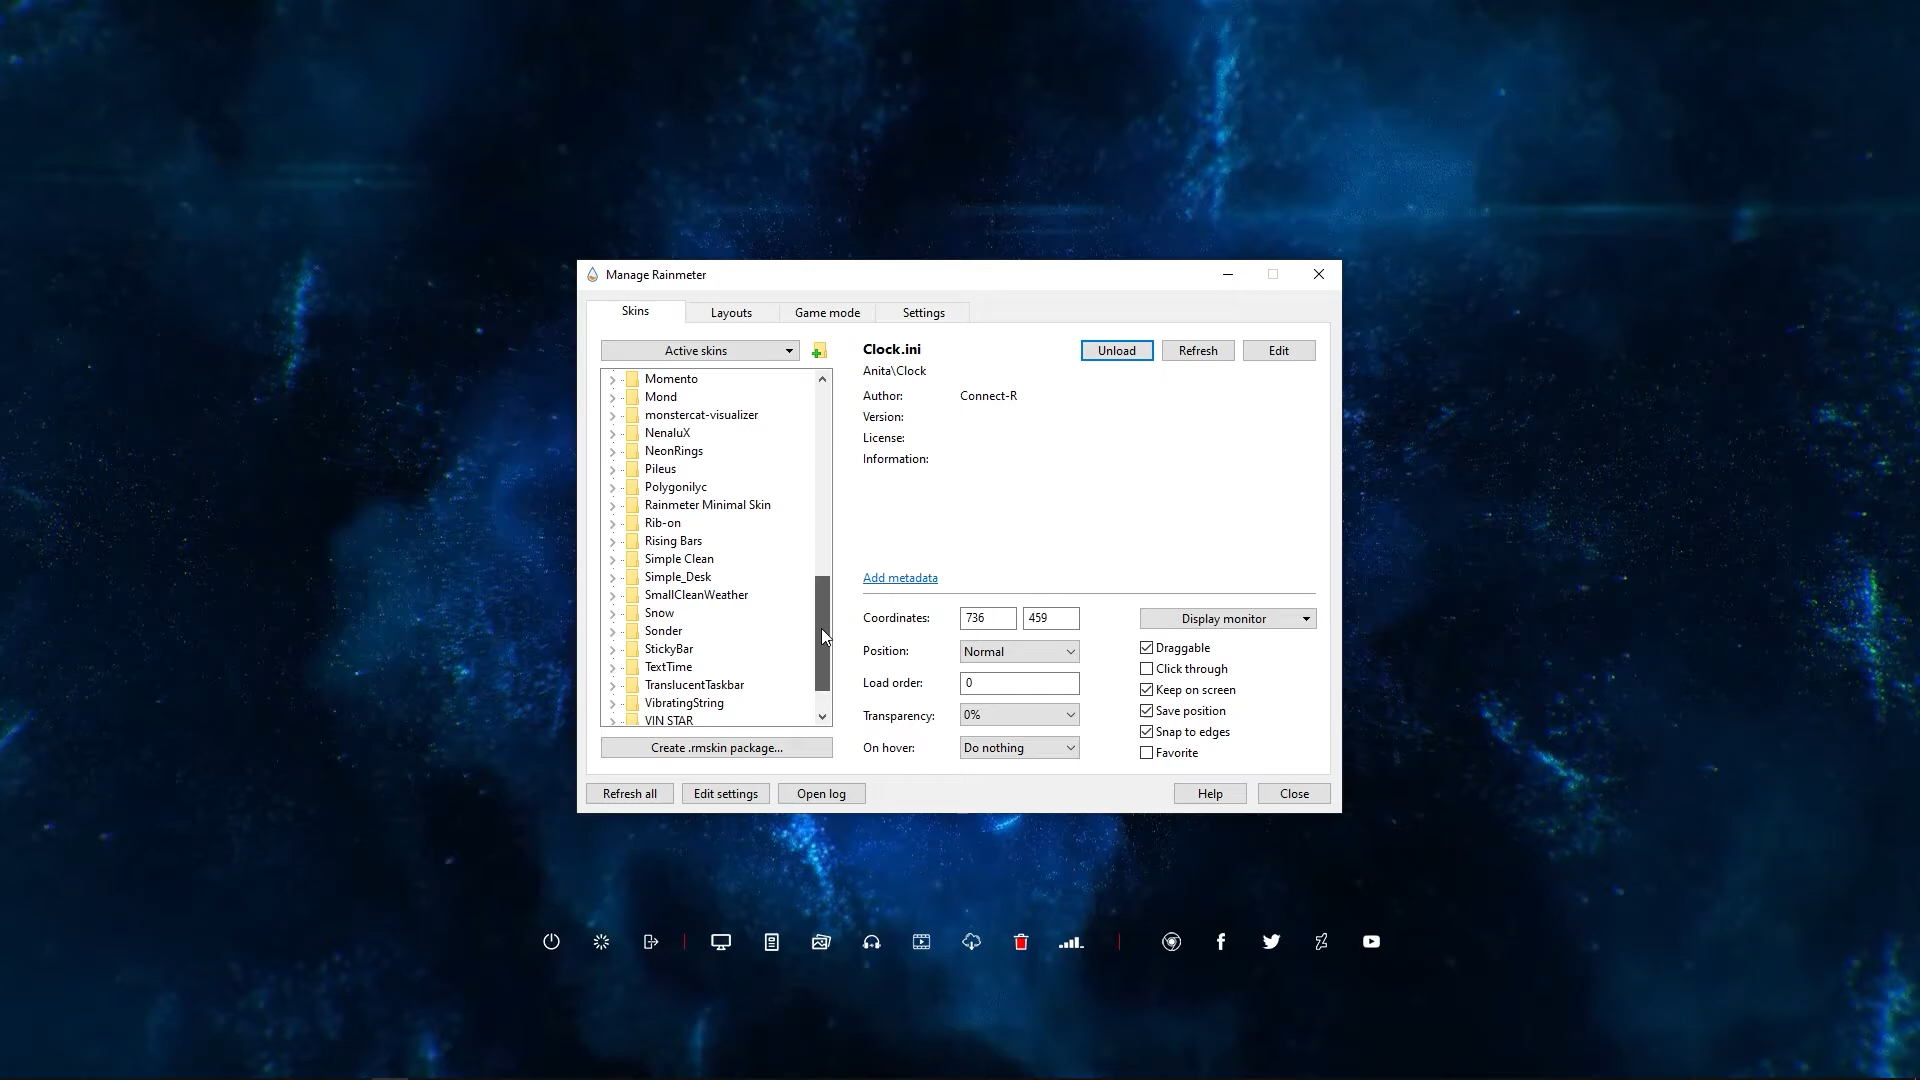 Manage Rainmeter
Skins
Layouts
Game mode
Settings
Active skins
Momento
Mond
monstercat-visualizer
NenaluX
NeonRings
Pileus
Polygonilyc
Rainmeter Minimal Skin
Rib-on
Rising Bars
Simple Clean
Simple_Desk
SmallCleanWeather
Snow
Sonder
StickyBar
TextTime
TranslucentTaskbar
VibratingString
VIN STAR
Create .rmskin package...
Clock.ini
Unload
Refresh
Edit
Anita\Clock
Author: Connect-R
Version:
License:
Information:
Add metadata
Coordinates: 736 459
Position: Normal
Load order: 0
Transparency: 0%
On hover: Do nothing
Display monitor
Draggable
Click through
Keep on screen
Save position
Snap to edges
Favorite
Refresh all
Edit settings
Open log
Help
Close